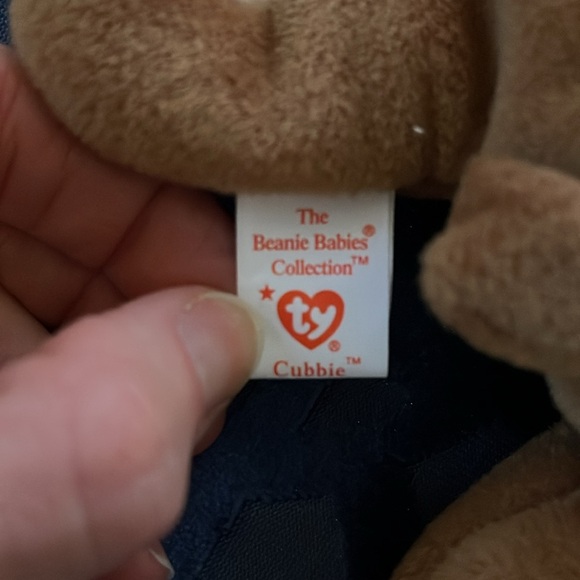 The
Beanie Babies®
Collection™
★ ty®
Cubbie™